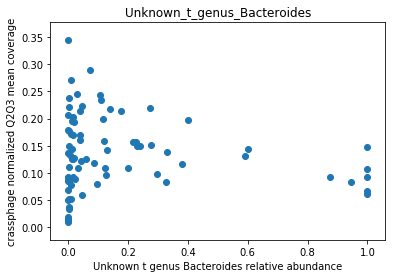 Unknown_t_genus_Bacteroides
crassphage normalized Q2Q3 mean coverage
0.35
0.30
0.25
0.20
0.15
0.10
0.05
0.00
0.0 0.2 0.4 0.6 0.8 1.0
Unknown t genus Bacteroides relative abundance